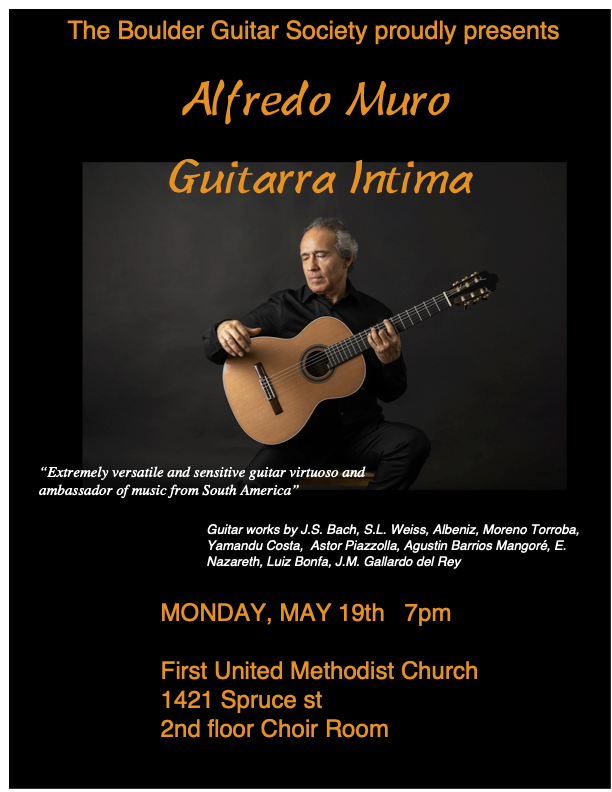 The Boulder Guitar Society proudly presents
Alfredo Muro
Guitarra Intima
“Extremely versatile and sensitive guitar virtuoso and
ambassador of music from South America”
Guitar works by J.S. Bach, S.L. Weiss, Albeniz, Moreno Torroba,
Yamandu Costa,  Astor Piazzolla, Agustin Barrios Mangoré, E.
Nazareth, Luiz Bonfa, J.M. Gallardo del Rey
MONDAY, MAY 19th   7pm
First United Methodist Church
1421 Spruce st
2nd floor Choir Room